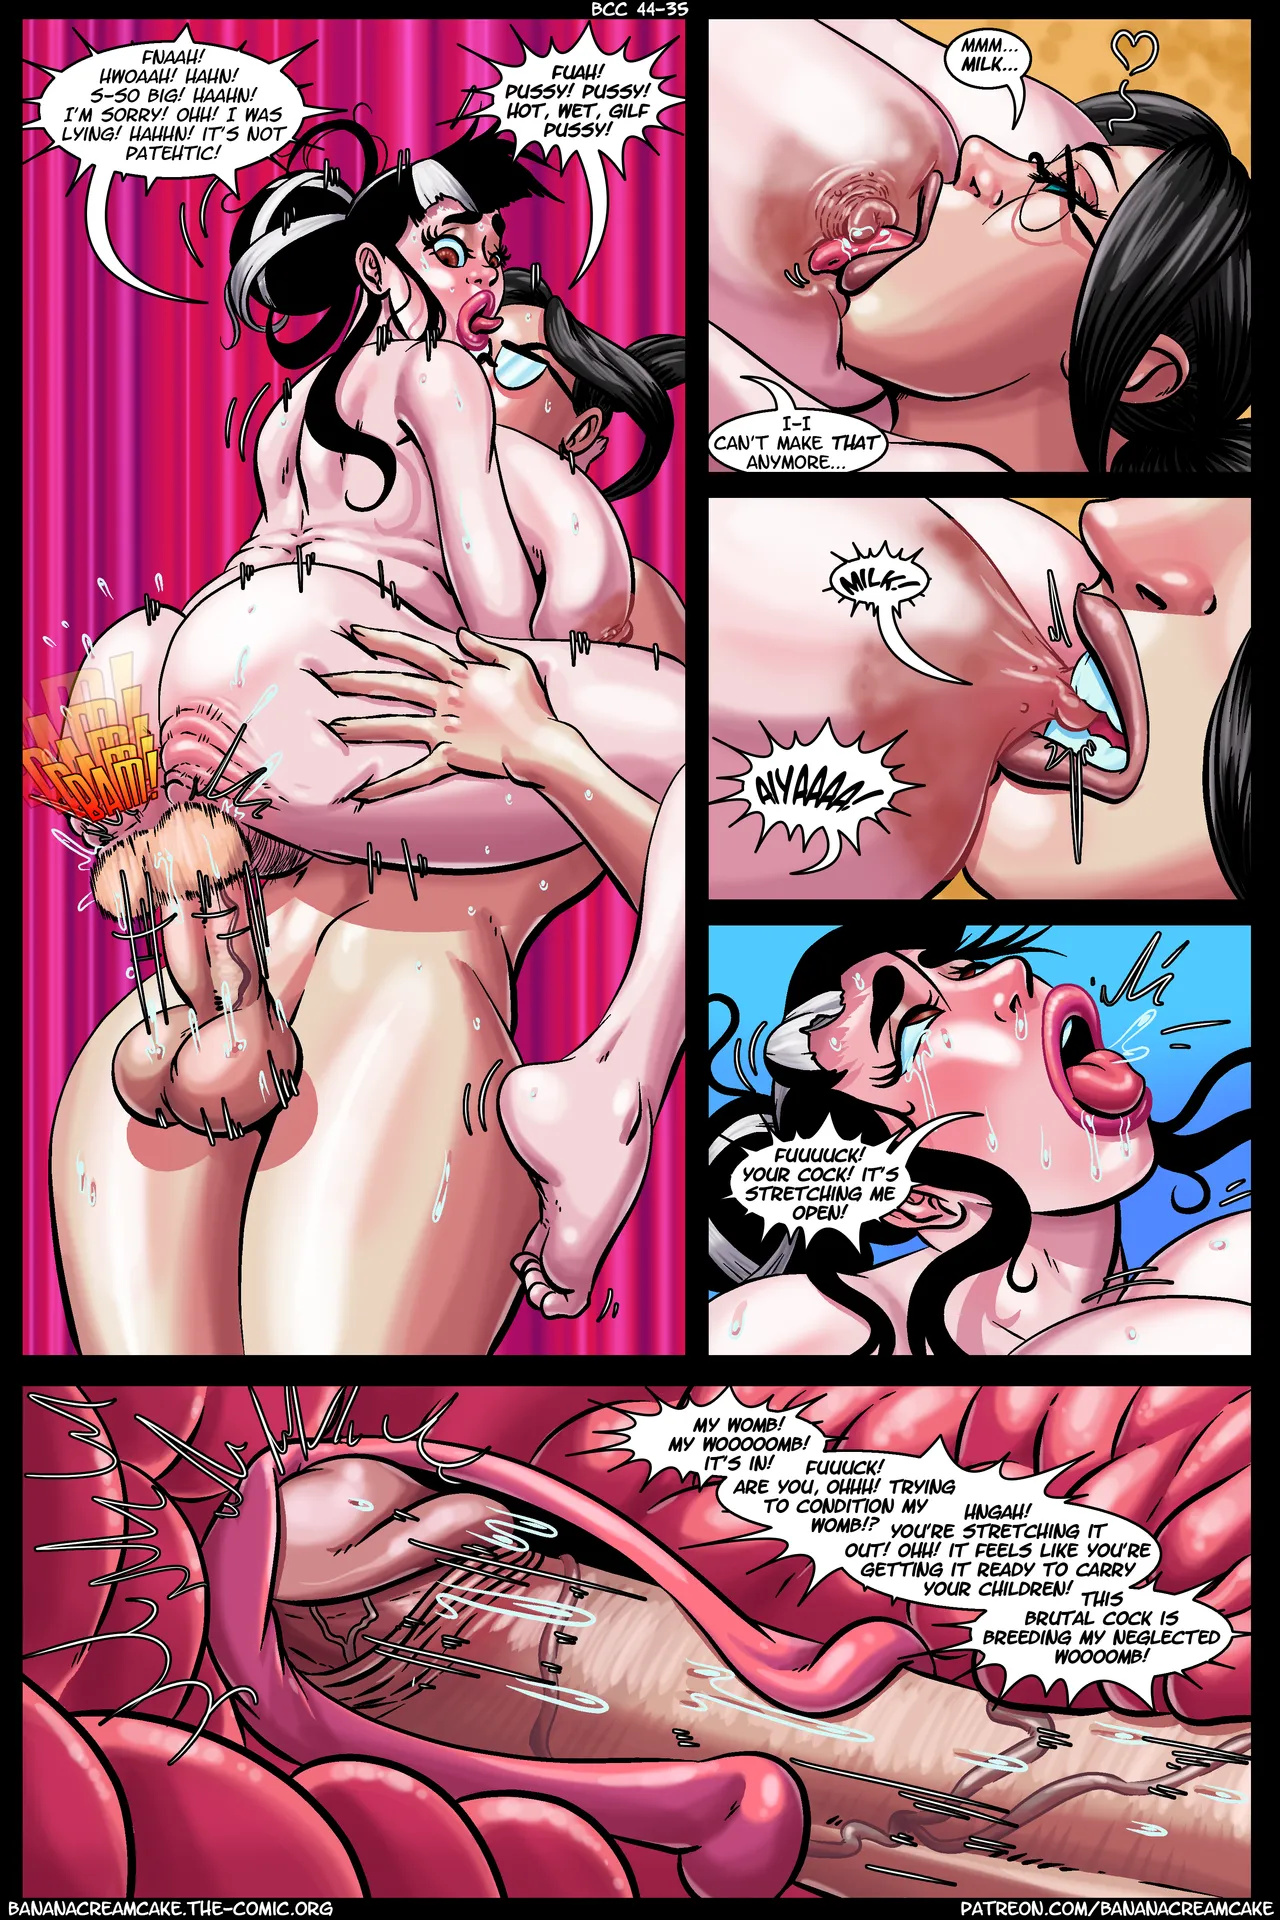 BCC 44-35
FNAAH!
HWOAAH! HAHN!
S-SO BIG! HAAHN!
I'M SORRY! OHH! I WAS
LYING! HAHHN! IT'S NOT
PATEHTIC!
FUAH!
PUSSY! PUSSY!
HOT, WET, GILF
PUSSY!
BAM!
MMM...
MILK...
I-I
CAN'T MAKE THAT
ANYMORE...
MILK!
AIYAAAA!
FUUUUCK!
YOUR COCK! IT'S
STRETCHING ME
OPEN!
MY WOMB!
MY WOOOOOMB!
IT'S IN!
FUUUCK!
ARE YOU, OHHH! TRYING
TO CONDITION MY
WOMB!?
HNGAH!
YOU'RE STRETCHING IT
OUT! OHH! IT FEELS LIKE YOU'RE
GETTING IT READY TO CARRY
YOUR CHILDREN!
THIS
BRUTAL COCK IS
BREEDING MY NEGLECTED
WOOOOMB!
BANANACREAMCAKE.THE-COMIC.ORG
PATREON.COM/BANANACREAMCAKE